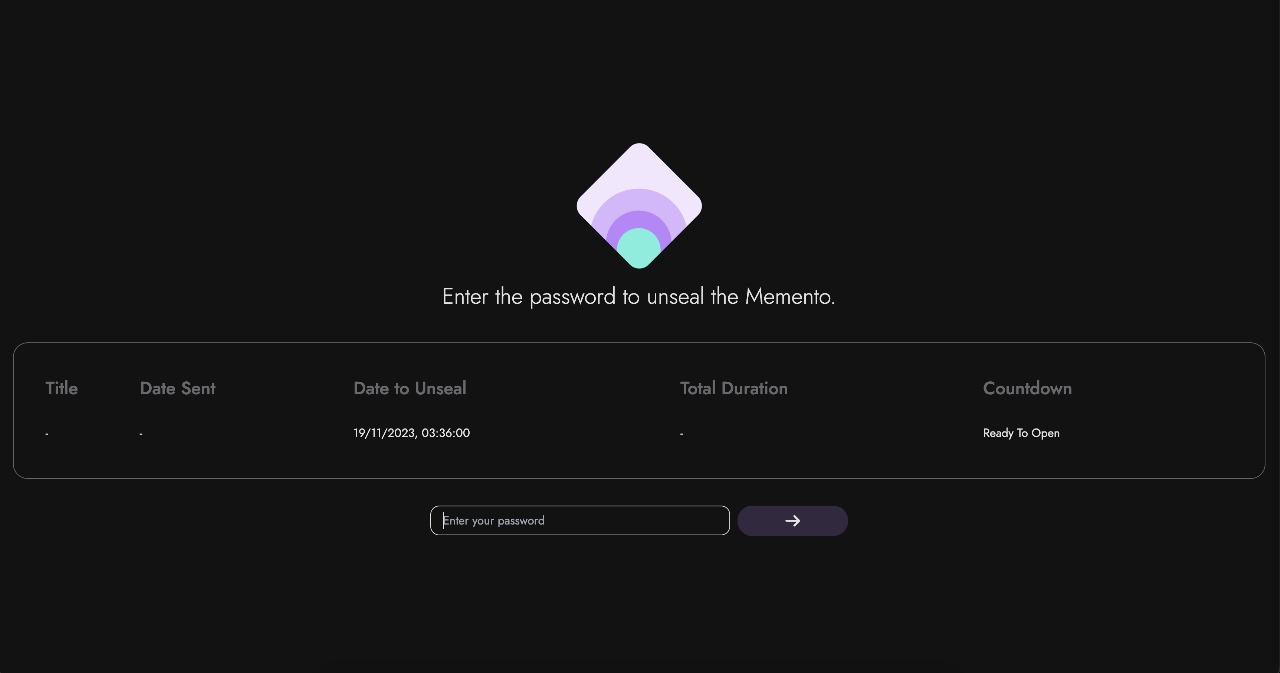 Enter the password to unseal the Memento.
Title Date Sent Date to Unseal Total Duration Countdown
- - 19/11/2023, 03:36:00 - Ready To Open
Enter your password